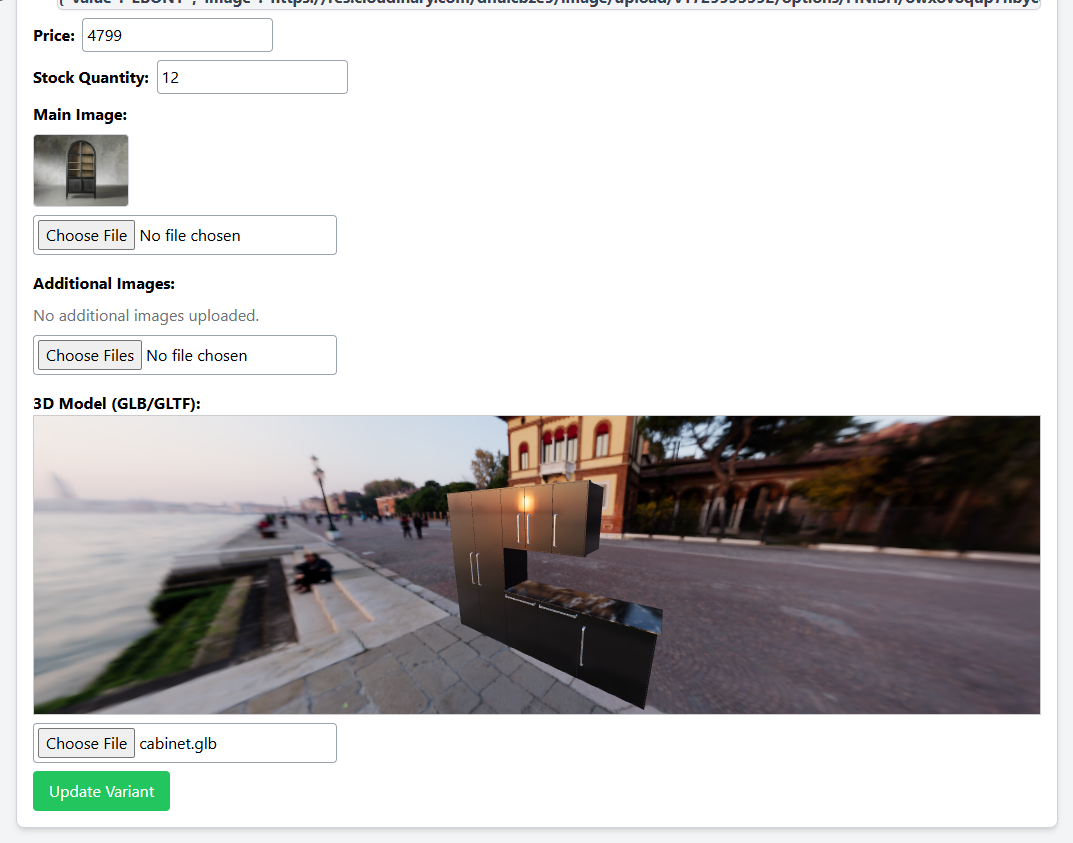 Price: 4799
Stock Quantity: 12
Main Image:
Choose File No file chosen
Additional Images:
No additional images uploaded.
Choose Files No file chosen
3D Model (GLB/GLTF):
Choose File cabinet.glb
Update Variant